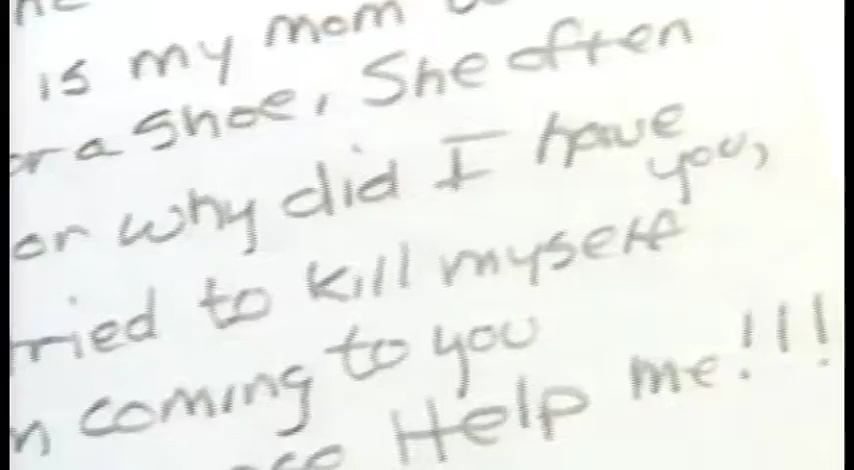 is my mom
or a shoe, She often
or why did I have
you,
ried to kill myself
n coming to you
Help me!!!